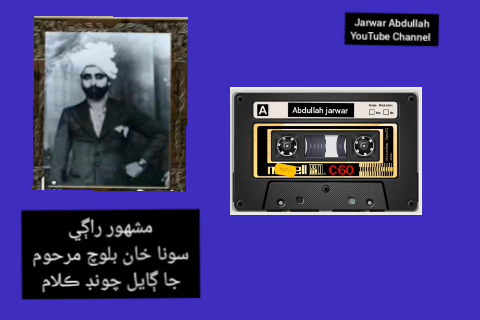 Jarwar Abdullah
YouTube Channel
A
Abdullah jarwar
C60
مشهور راڳي
سونا خان بلوچ مرحوم
جا ڳايل چونڊ ڪلام